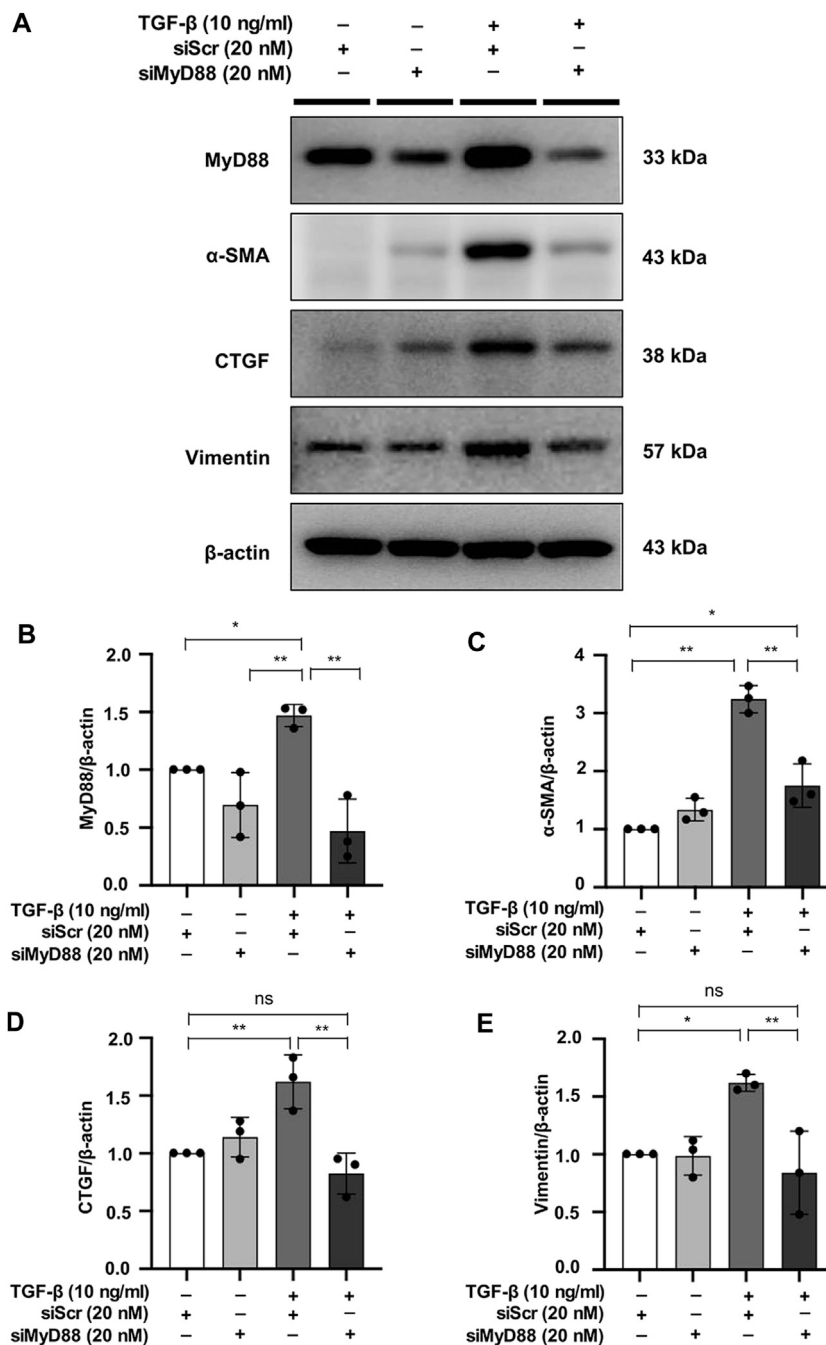 A
TGF-β (10 ng/ml) – – + +
siScr (20 nM) + – + –
siMyD88 (20 nM) – + – +
MyD88 33 kDa
α-SMA 43 kDa
CTGF 38 kDa
Vimentin 57 kDa
β-actin 43 kDa
B
*
** **
MyD88/β-actin
2.0
1.5
1.0
0.5
0.0
TGF-β (10 ng/ml) – – + +
siScr (20 nM) + – + –
siMyD88 (20 nM) – + – +
C
*
** **
α-SMA/β-actin
4
3
2
1
0
TGF-β (10 ng/ml) – – + +
siScr (20 nM) + – + –
siMyD88 (20 nM) – + – +
D
ns
** **
CTGF/β-actin
2.0
1.5
1.0
0.5
0.0
TGF-β (10 ng/ml) – – + +
siScr (20 nM) + – + –
siMyD88 (20 nM) – + – +
E
ns
* **
Vimentin/β-actin
2.0
1.5
1.0
0.5
0.0
TGF-β (10 ng/ml) – – + +
siScr (20 nM) + – + –
siMyD88 (20 nM) – + – +